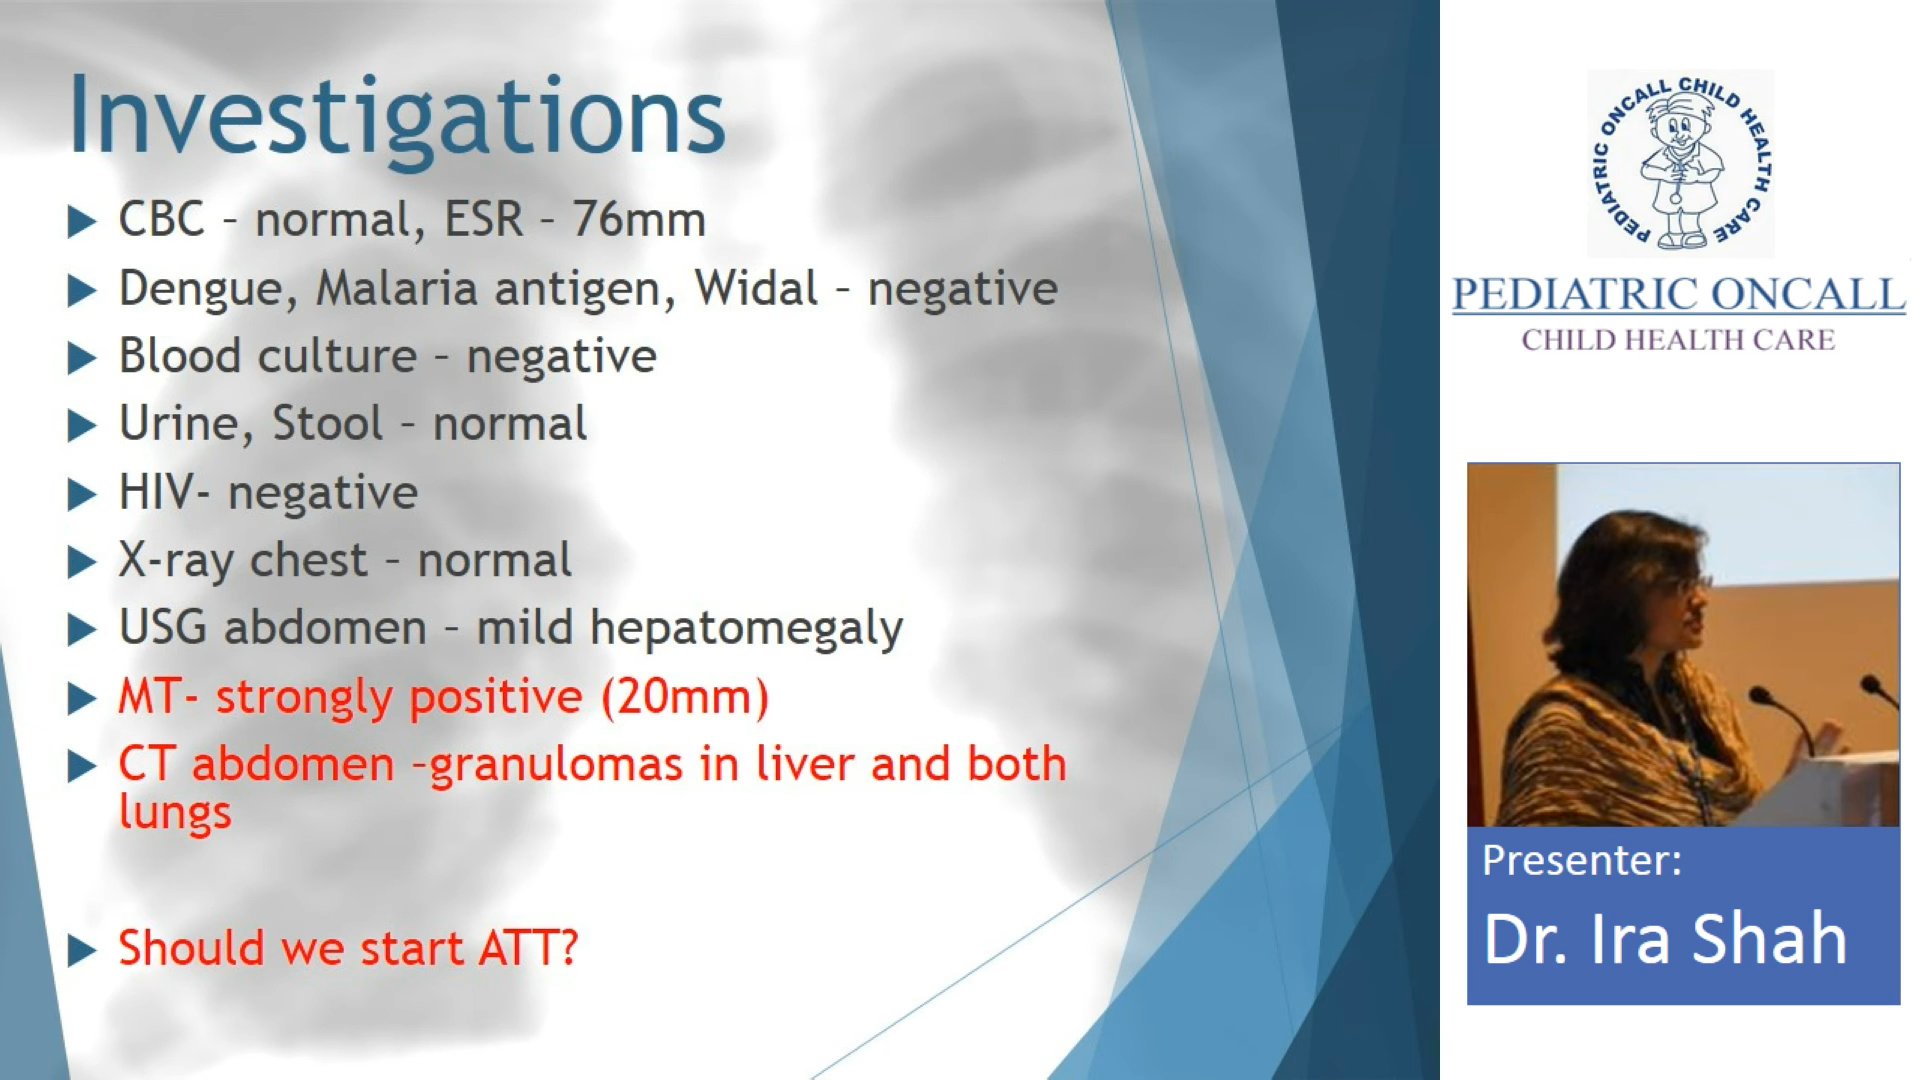 Investigations
CBC – normal, ESR – 76mm
Dengue, Malaria antigen, Widal – negative
Blood culture – negative
Urine, Stool – normal
HIV- negative
X-ray chest – normal
USG abdomen – mild hepatomegaly
MT- strongly positive (20mm)
CT abdomen –granulomas in liver and both
lungs
Should we start ATT?
PEDIATRIC ONCALL CHILD HEALTH CARE
PEDIATRIC ONCALL
CHILD HEALTH CARE
Presenter:
Dr. Ira Shah